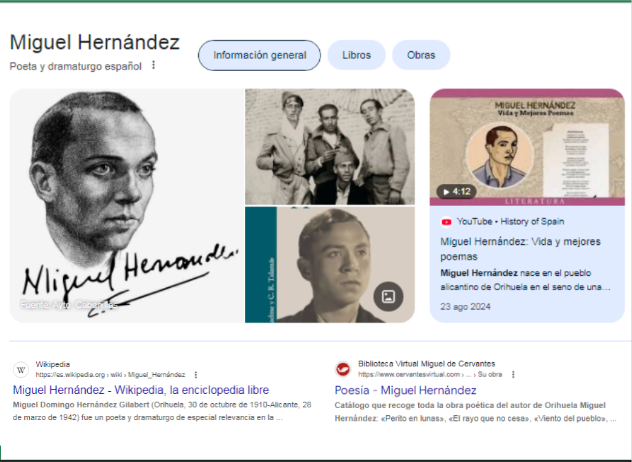 Miguel Hernández
Poeta y dramaturgo español
Información general
Libros
Obras
Miguel Hernández
MIGUEL HERNÁNDEZ
Vida y Mejores Poemas
4:12
LITERATURA
YouTube • History of Spain
Miguel Hernández: Vida y mejores
poemas
Miguel Hernández nace en el pueblo
alicantino de Orihuela en el seno de una...
23 ago 2024
W
Wikipedia
https://es.wikipedia.org › wiki › Miguel_Hernández
Miguel Hernández - Wikipedia, la enciclopedia libre
Miguel Domingo Hernández Gilabert (Orihuela, 30 de octubre de 1910-Alicante, 28
de marzo de 1942) fue un poeta y dramaturgo de especial relevancia en la ...
Biblioteca Virtual Miguel de Cervantes
https://www.cervantesvirtual.com › ... › Su obra
Poesía - Miguel Hernández
Catálogo que recoge toda la obra poética del autor de Orihuela Miguel
Hernández: «Perito en lunas», «El rayo que no cesa», «Viento del pueblo», ...